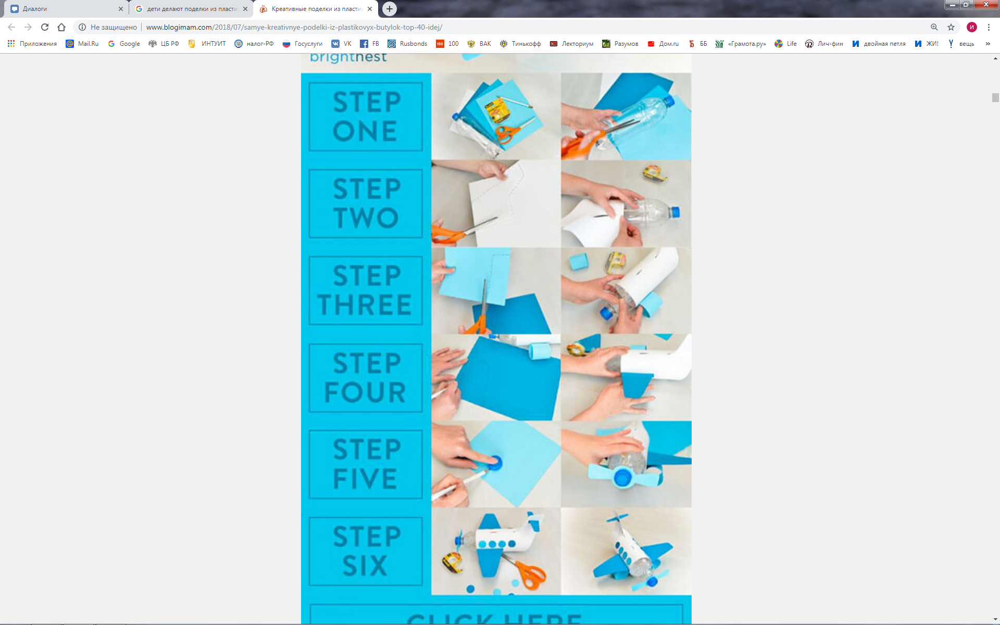 Диалоги
дети делают поделки из пласти
Креативные поделки из пласти
Не защищено
www.blogimam.com/2018/07/samye-kreativnye-podelki-iz-plastikovyx-butylok-top-40-idej/
И
Приложения
Mail.Ru
Google
ЦБ РФ
ИНТУИТ
налог-РФ
Госуслуги
VK
FB
Rusbonds
100
100
ВАК
Тинькофф
Лекториум
Разумов
Дом.ru
ББ
«Грамота.ру»
Life
Лич-фин
двойная петля
ЖИ!
вещь
»
brightnest
STEP
ONE
STEP
TWO
STEP
THREE
STEP
FOUR
STEP
FIVE
STEP
SIX
CLICK HERE